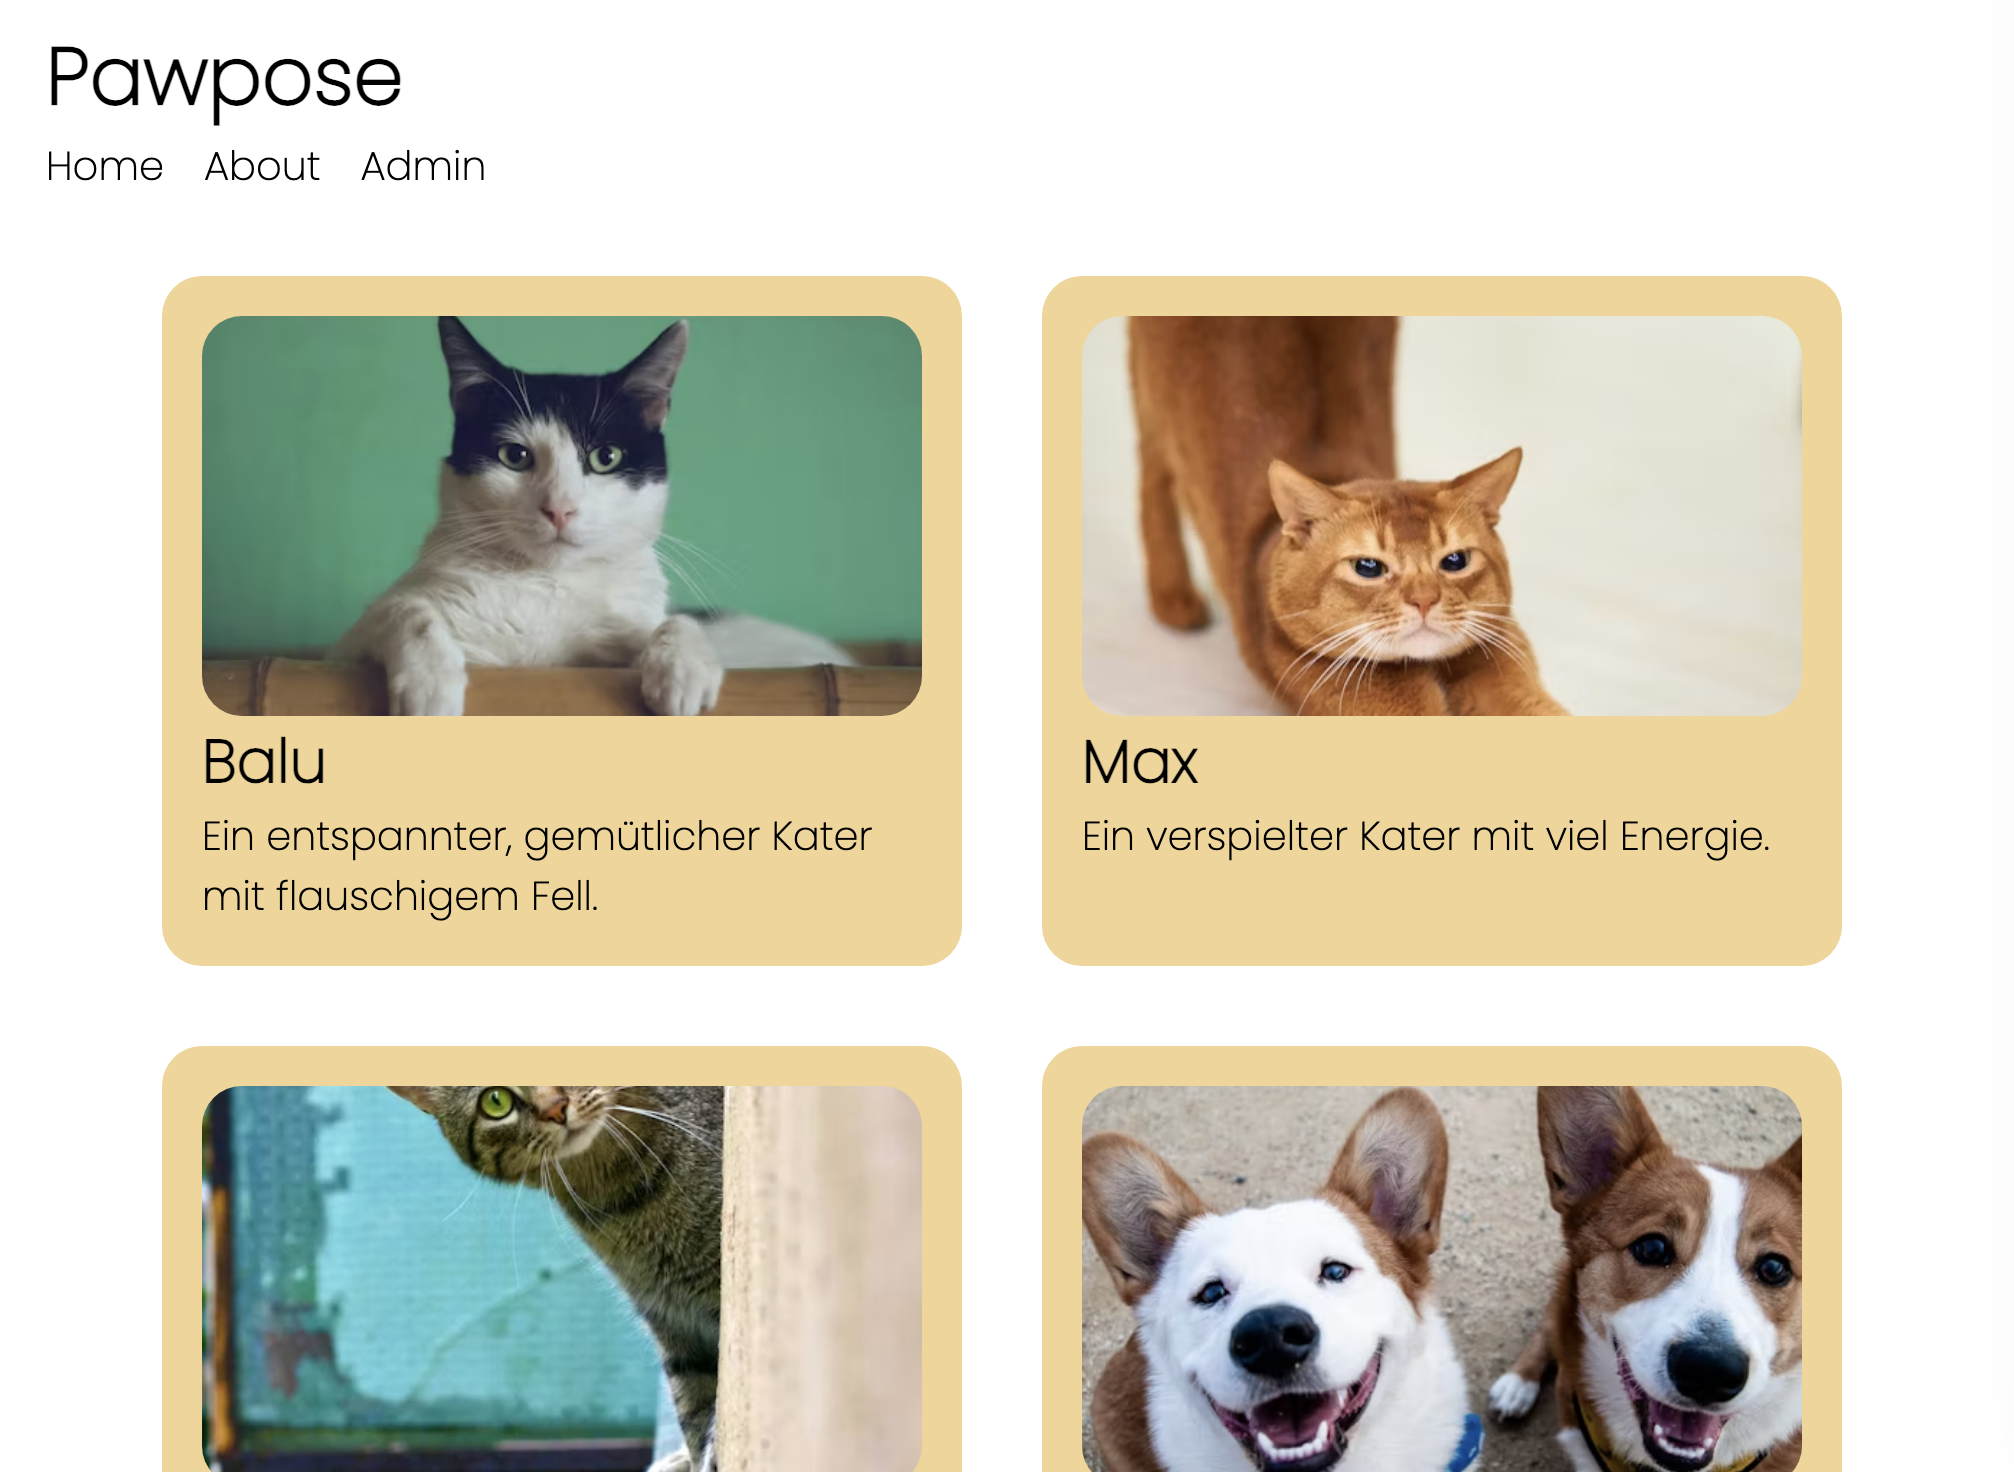 Pawpose
Home About Admin
Balu
Ein entspannter, gemütlicher Kater
mit flauschigem Fell.
Max
Ein verspielter Kater mit viel Energie.